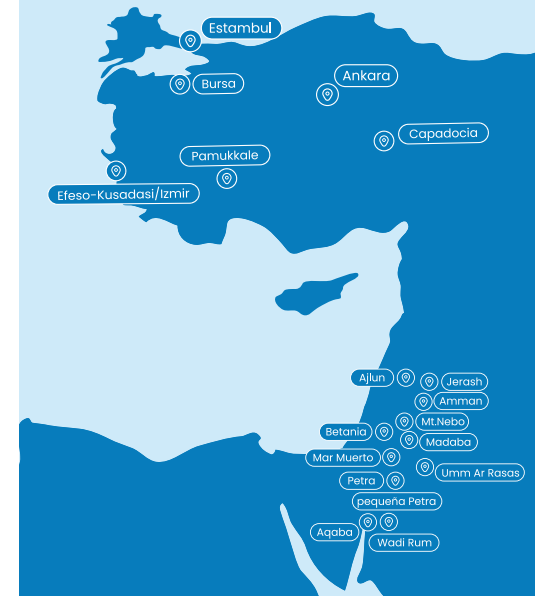 Estambul
Ankara
Bursa
Capadocia
Pamukkale
Efeso-Kusadasi/Izmir
Ajlun
Jerash
Amman
Mt.Nebo
Betania
Madaba
Mar Muerto
Umm Ar Rasas
Petra
pequeña Petra
Aqaba
Wadi Rum